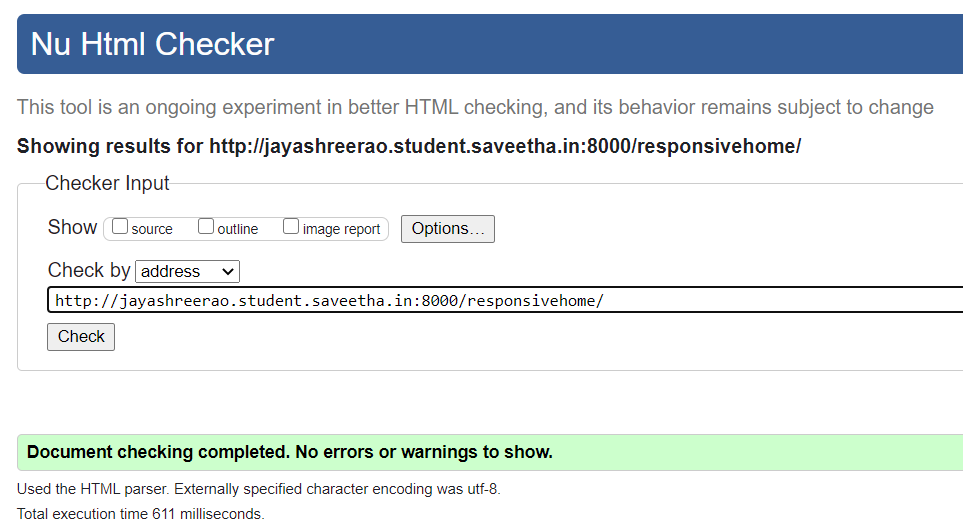 Nu Html Checker
This tool is an ongoing experiment in better HTML checking, and its behavior remains subject to change
Showing results for http://jayashreerao.student.saveetha.in:8000/responsivehome/
Checker Input
Show source outline image report Options...
Check by address
http://jayashreerao.student.saveetha.in:8000/responsivehome/
Check
Document checking completed. No errors or warnings to show.
Used the HTML parser. Externally specified character encoding was utf-8.
Total execution time 611 milliseconds.